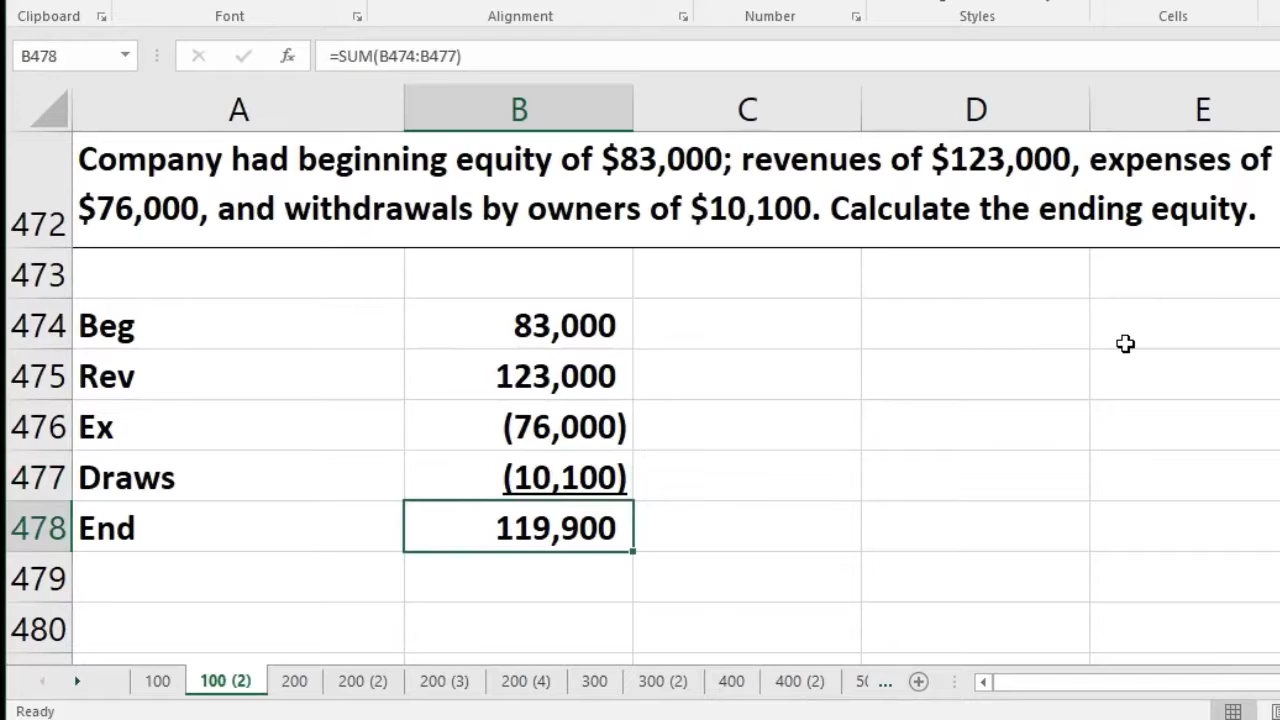 Clipboard Font Alignment Number Styles Cells
B478 fx =SUM(B474:B477)
A B C D E
472 Company had beginning equity of $83,000; revenues of $123,000, expenses of
$76,000, and withdrawals by owners of $10,100. Calculate the ending equity.
473
474 Beg 83,000
475 Rev 123,000
476 Ex (76,000)
477 Draws (10,100)
478 End 119,900
479
480
100 100 (2) 200 200 (2) 200 (3) 200 (4) 300 300 (2) 400 400 (2) ...
Ready